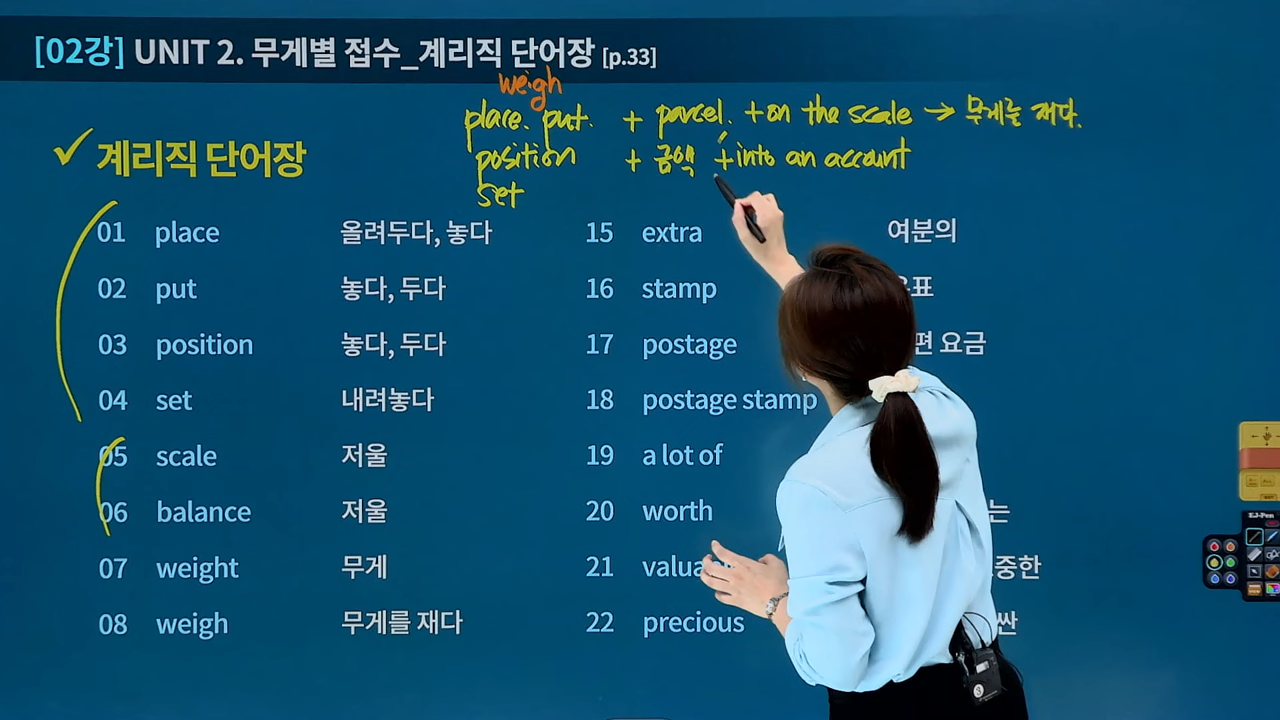 [02강] UNIT 2. 무게별 접수_계리직 단어장 [p.33]
weigh
place. put. + parcel. + on the scale → 무게를 재다.
position + 금액 + into an account
set
✓ 계리직 단어장
01 place 올려두다, 놓다
02 put 놓다, 두다
03 position 놓다, 두다
04 set 내려놓다
05 scale 저울
06 balance 저울
07 weight 무게
08 weigh 무게를 재다
15 extra 여분의
16 stamp
17 postage 요금
18 postage stamp
19 a lot of
20 worth
21
22 precious
EJ-Pen